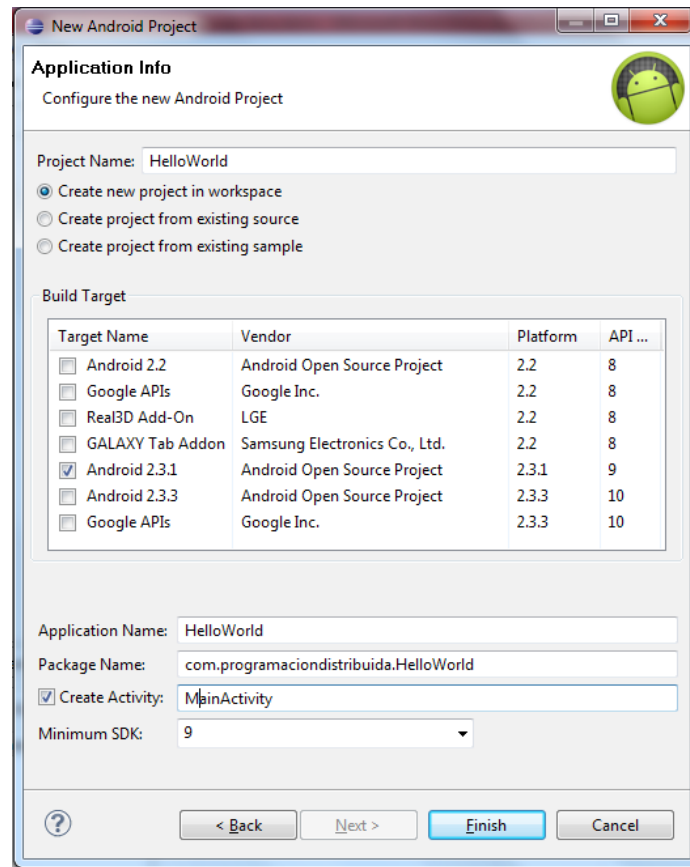 New Android Project
Application Info
Configure the new Android Project
Project Name: HelloWorld
Create new project in workspace
Create project from existing source
Create project from existing sample
Build Target
Target Name Vendor Platform API ...
Android 2.2 Android Open Source Project 2.2 8
Google APIs Google Inc. 2.2 8
Real3D Add-On LGE 2.2 8
GALAXY Tab Addon Samsung Electronics Co., Ltd. 2.2 8
Android 2.3.1 Android Open Source Project 2.3.1 9
Android 2.3.3 Android Open Source Project 2.3.3 10
Google APIs Google Inc. 2.3.3 10
Application Name: HelloWorld
Package Name: com.programaciondistribuida.HelloWorld
Create Activity: MainActivity
Minimum SDK: 9
? < Back Next > Finish Cancel